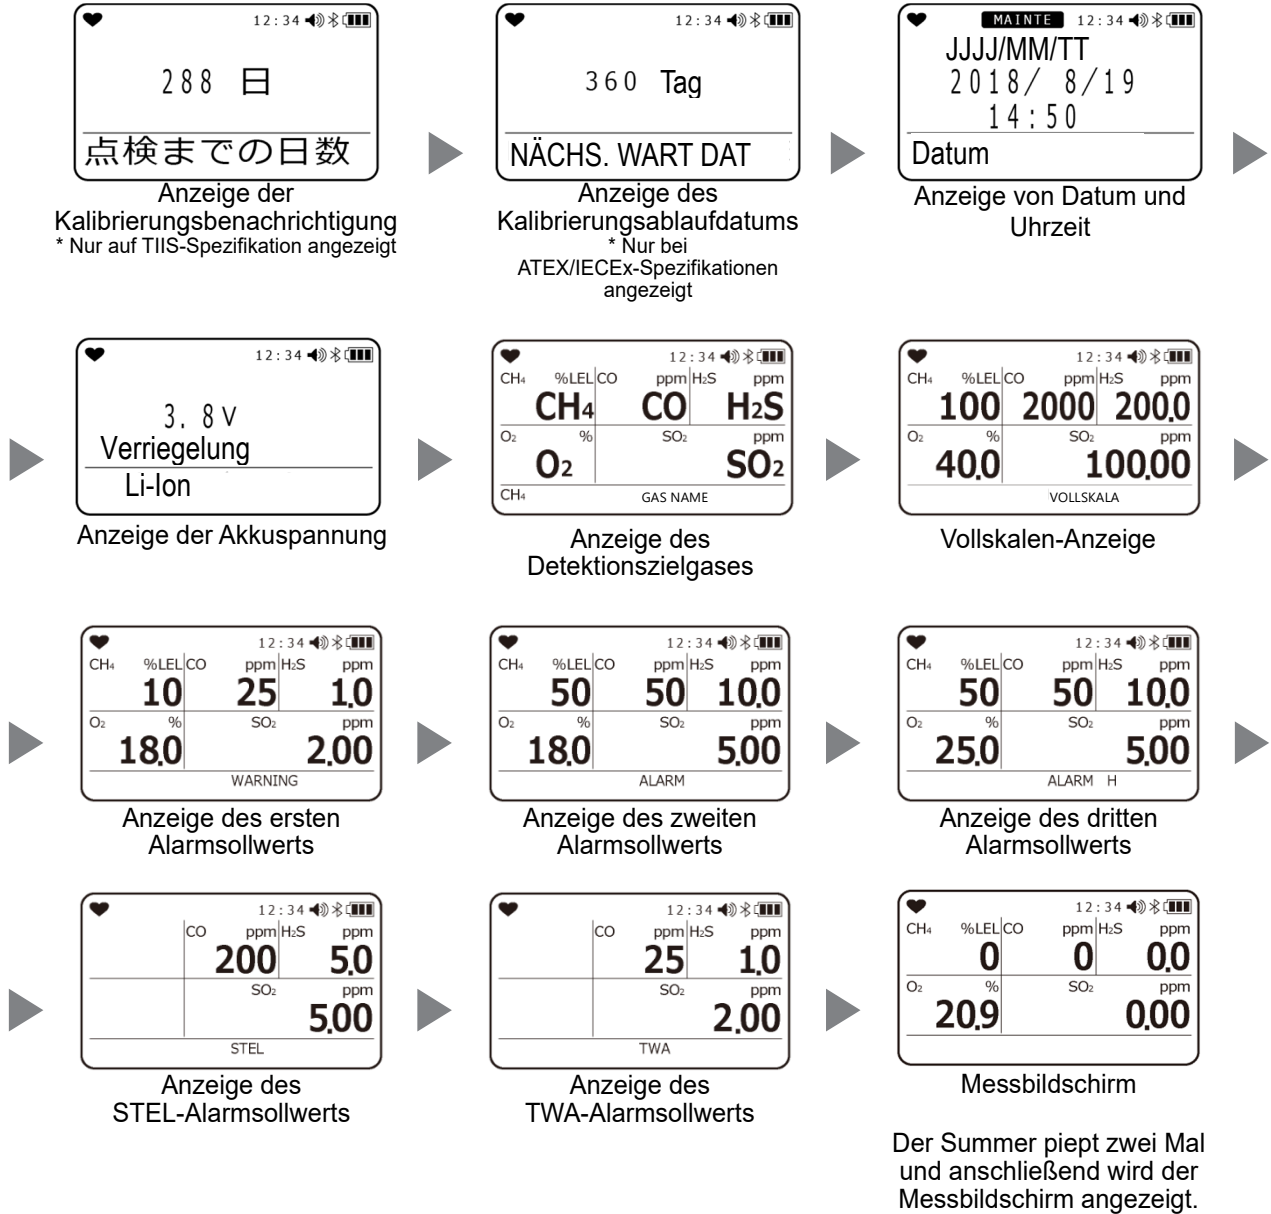 12:34
288 日
点検までの日数
Anzeige der
Kalibrierungsbenachrichtigung
* Nur auf TIIS-Spezifikation angezeigt
12:34
360 Tag
NÄCHS. WART DAT
Anzeige des
Kalibrierungsablaufdatums
* Nur bei
ATEX/IECEx-Spezifikationen
angezeigt
MAINTE 12:34
JJJJ/MM/TT
2018/ 8/19
14:50
Datum
Anzeige von Datum und
Uhrzeit
12:34
3. 8V
Verriegelung
Li-Ion
Anzeige der Akkuspannung
12:34
CH4 %LEL CO ppm H2S ppm
CH4 CO H2S
O2 % SO2 ppm
O2 SO2
CH4 GAS NAME
Anzeige des
Detektionszielgases
12:34
CH4 %LEL CO ppm H2S ppm
100 2000 200.0
O2 % SO2 ppm
40.0 100.00
VOLLSKALA
Vollskalen-Anzeige
12:34
CH4 %LEL CO ppm H2S ppm
10 25 1.0
O2 % SO2 ppm
18.0 2.00
WARNING
Anzeige des ersten
Alarmsollwerts
12:34
CH4 %LEL CO ppm H2S ppm
50 50 10.0
O2 % SO2 ppm
18.0 5.00
ALARM
Anzeige des zweiten
Alarmsollwerts
12:34
CH4 %LEL CO ppm H2S ppm
50 50 10.0
O2 % SO2 ppm
25.0 5.00
ALARM H
Anzeige des dritten
Alarmsollwerts
12:34
CO ppm H2S ppm
200 5.0
SO2 ppm
5.00
STEL
Anzeige des
STEL-Alarmsollwerts
12:34
CO ppm H2S ppm
25 1.0
SO2 ppm
2.00
TWA
Anzeige des
TWA-Alarmsollwerts
12:34
CH4 %LEL CO ppm H2S ppm
0 0 0.0
O2 % SO2 ppm
20.9 0.00
Messbildschirm
Der Summer piept zwei Mal
und anschließend wird der
Messbildschirm angezeigt.